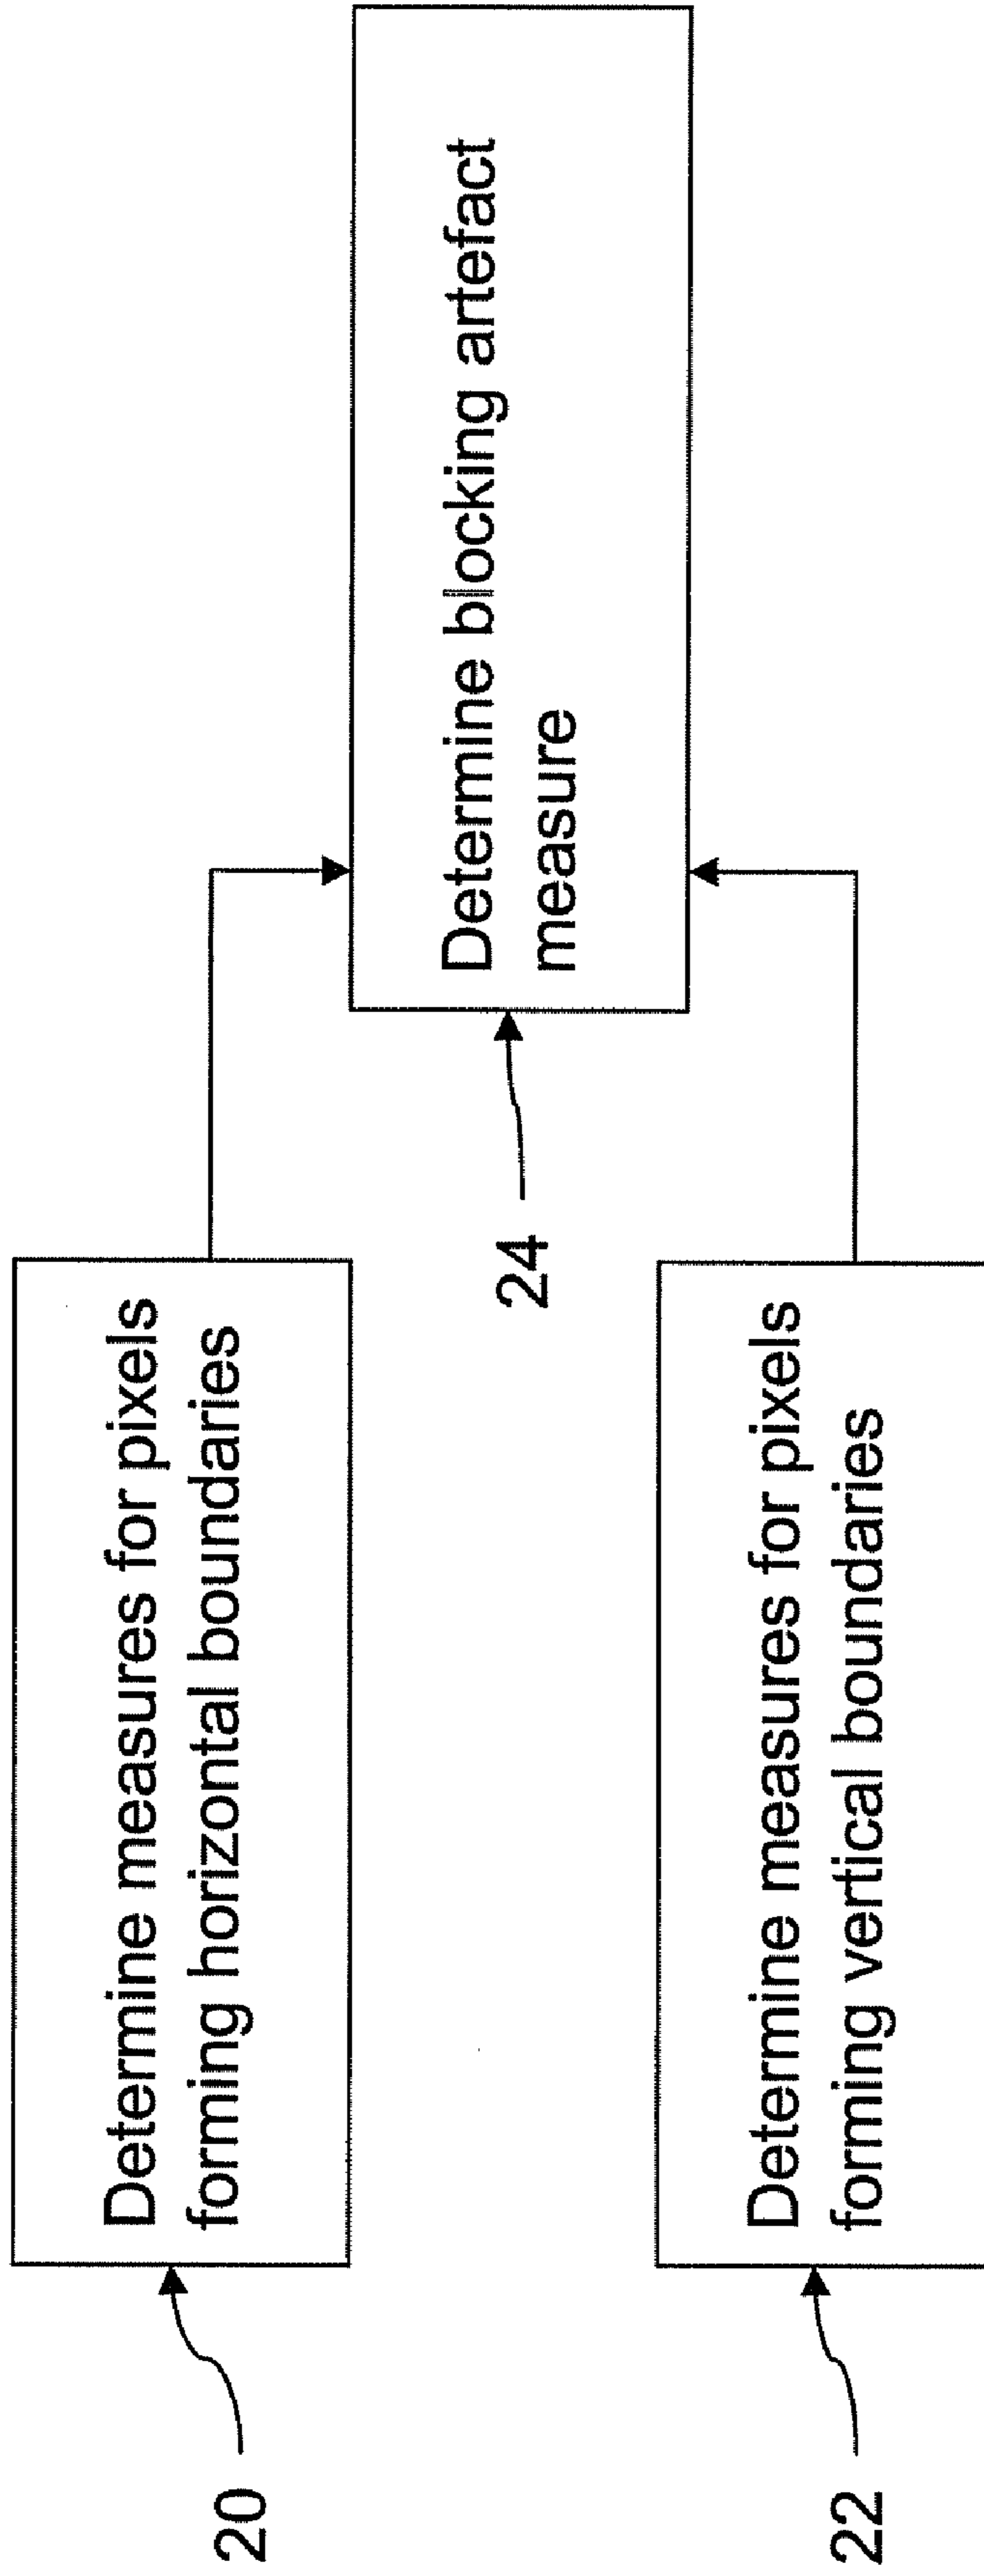 20
Determine measures for pixels
forming horizontal boundaries
24
Determine blocking artefact
measure
22
Determine measures for pixels
forming vertical boundaries